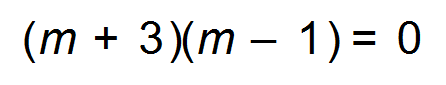 (m + 3)(m – 1) = 0